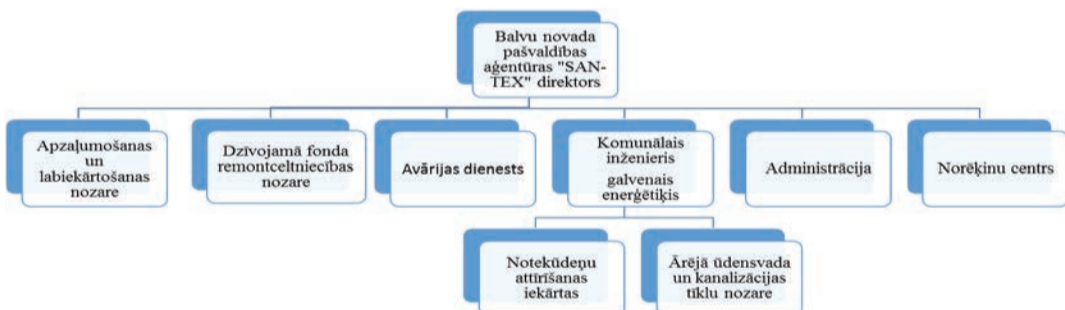 Balvu novada
pašvaldības
aģentūras "SAN-
TEX" direktors
Apzaļumošanas
un
labiekārtošanas
nozare
Dzīvojamā fonda
remontceltniecības
nozare
Avārijas dienests
Komunālais
inženieris
galvenais
enerģētiķis
Administrācija
Norēķinu centrs
Notekūdeņu
attīrīšanas
iekārtas
Ārējā ūdensvada
un kanalizācijas
tīklu nozare